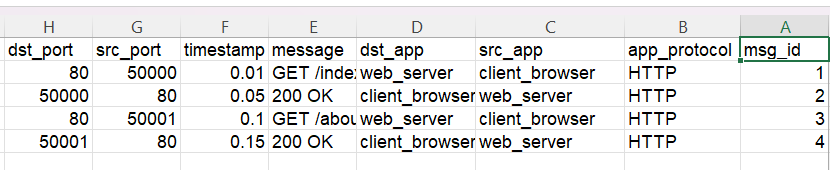 H G F E D C B A
dst_port src_port timestamp message dst_app src_app app_protocol msg_id
80 50000 0.01 GET /inde: web_server client_browser HTTP 1
50000 80 0.05 200 OK client_browser web_server HTTP 2
80 50001 0.1 GET /abou web_server client_browser HTTP 3
50001 80 0.15 200 OK client_browser web_server HTTP 4